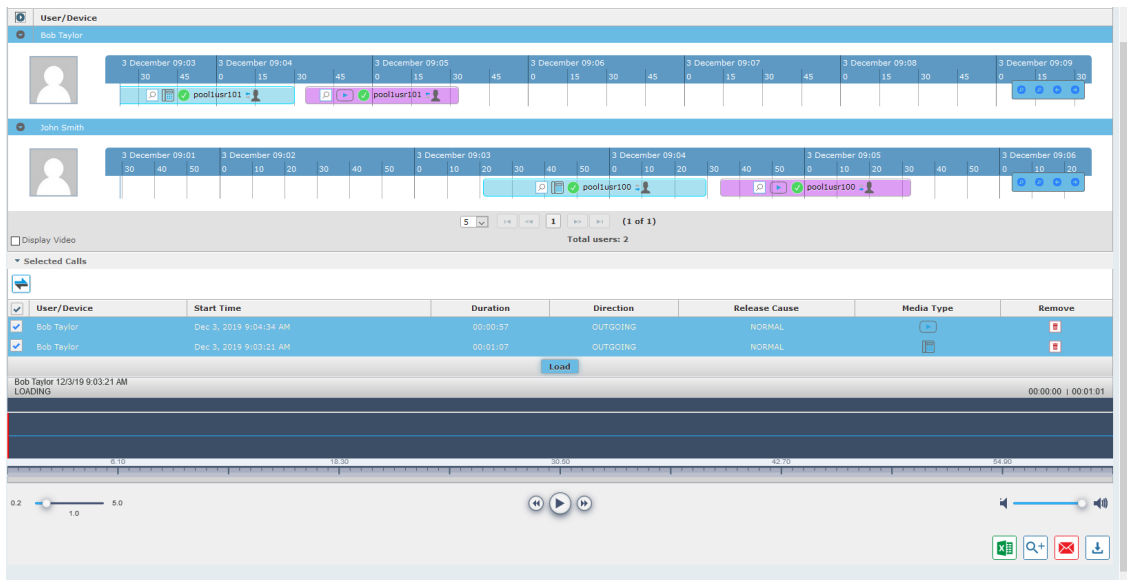 User/Device
Bob Taylor
3 December 09:03 3 December 09:04 3 December 09:05 3 December 09:06 3 December 09:07 3 December 09:08 3 December 09:09
30 45 0 15 30 45 0 15 30 45 0 15 30 45 0 15 30 45 0 15 30 45 0 15 30
pool1usr101 pool1usr101
John Smith
3 December 09:01 3 December 09:02 3 December 09:03 3 December 09:04 3 December 09:05 3 December 09:06
30 40 50 0 10 20 30 40 50 0 10 20 30 40 50 0 10 20 30 40 50 0 10 20 30 40 50 0 10 20
pool1usr100 pool1usr100
5 1 (1 of 1)
Display Video Total users: 2
Selected Calls
User/Device Start Time Duration Direction Release Cause Media Type Remove
Bob Taylor Dec 3, 2019 9:04:34 AM 00:00:57 OUTGOING NORMAL
Bob Taylor Dec 3, 2019 9:03:21 AM 00:01:07 OUTGOING NORMAL
Load
Bob Taylor 12/3/19 9:03:21 AM
LOADING 00:00:00 | 00:01:01
6.10 18.30 30.50 42.70 54.90
0.2 5.0
1.0